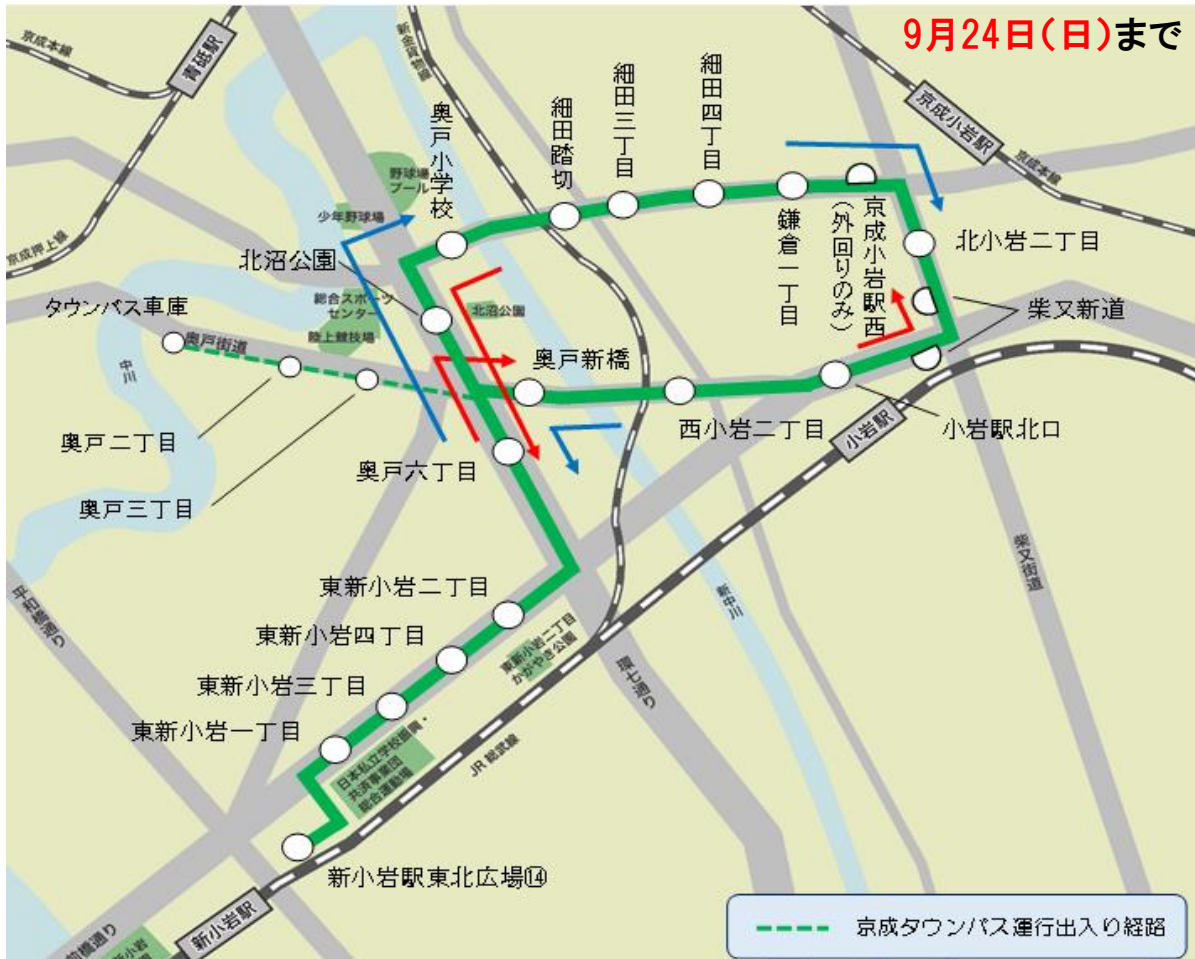 9月24日(日)まで
京成本線
青砥駅
新金貨物線
細田四丁目
細田三丁目
細田踏切
奥戸小学校
京成小岩駅
京成本線
野球場
プール
少年野球場
京成押上線
北沼公園
鎌倉一丁目
京成小岩駅西
(外回りのみ)
北小岩二丁目
タウンバス車庫
総合スポーツ
センター
陸上競技場
北沼公園
柴又新道
奥戸街道
中川
奥戸新橋
奥戸二丁目
西小岩二丁目
小岩駅
小岩駅北口
奥戸六丁目
奥戸三丁目
柴又街道
平和橋通り
新中川
東新小岩二丁目
東新小岩四丁目
東新小岩二丁目
かがやき公園
環七通り
東新小岩三丁目
東新小岩一丁目
日本私立学校振興・
共済事業団
総合運動場
JR 総武線
新小岩駅東北広場⑭
新小岩駅
前橋通り
新小岩
京成タウンバス運行出入り経路